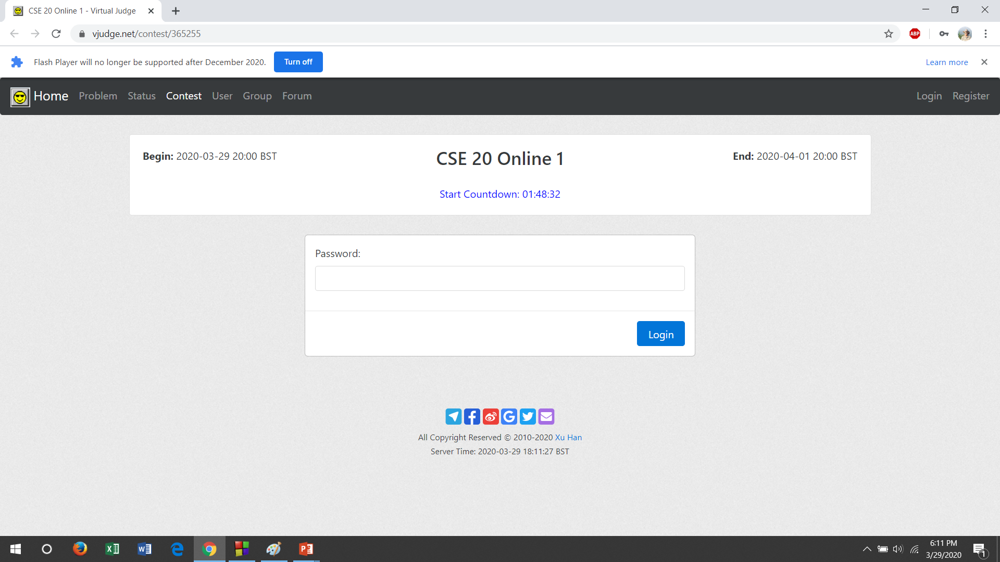 CSE 20 Online 1 - Virtual Judge
vjudge.net/contest/365255
ABP
Flash Player will no longer be supported after December 2020.
Turn off
Learn more
Home
Problem
Status
Contest
User
Group
Forum
Login
Register
Begin: 2020-03-29 20:00 BST
CSE 20 Online 1
End: 2020-04-01 20:00 BST
Start Countdown: 01:48:32
Password:
Login
All Copyright Reserved © 2010-2020 Xu Han
Server Time: 2020-03-29 18:11:27 BST
6:11 PM
3/29/2020
1